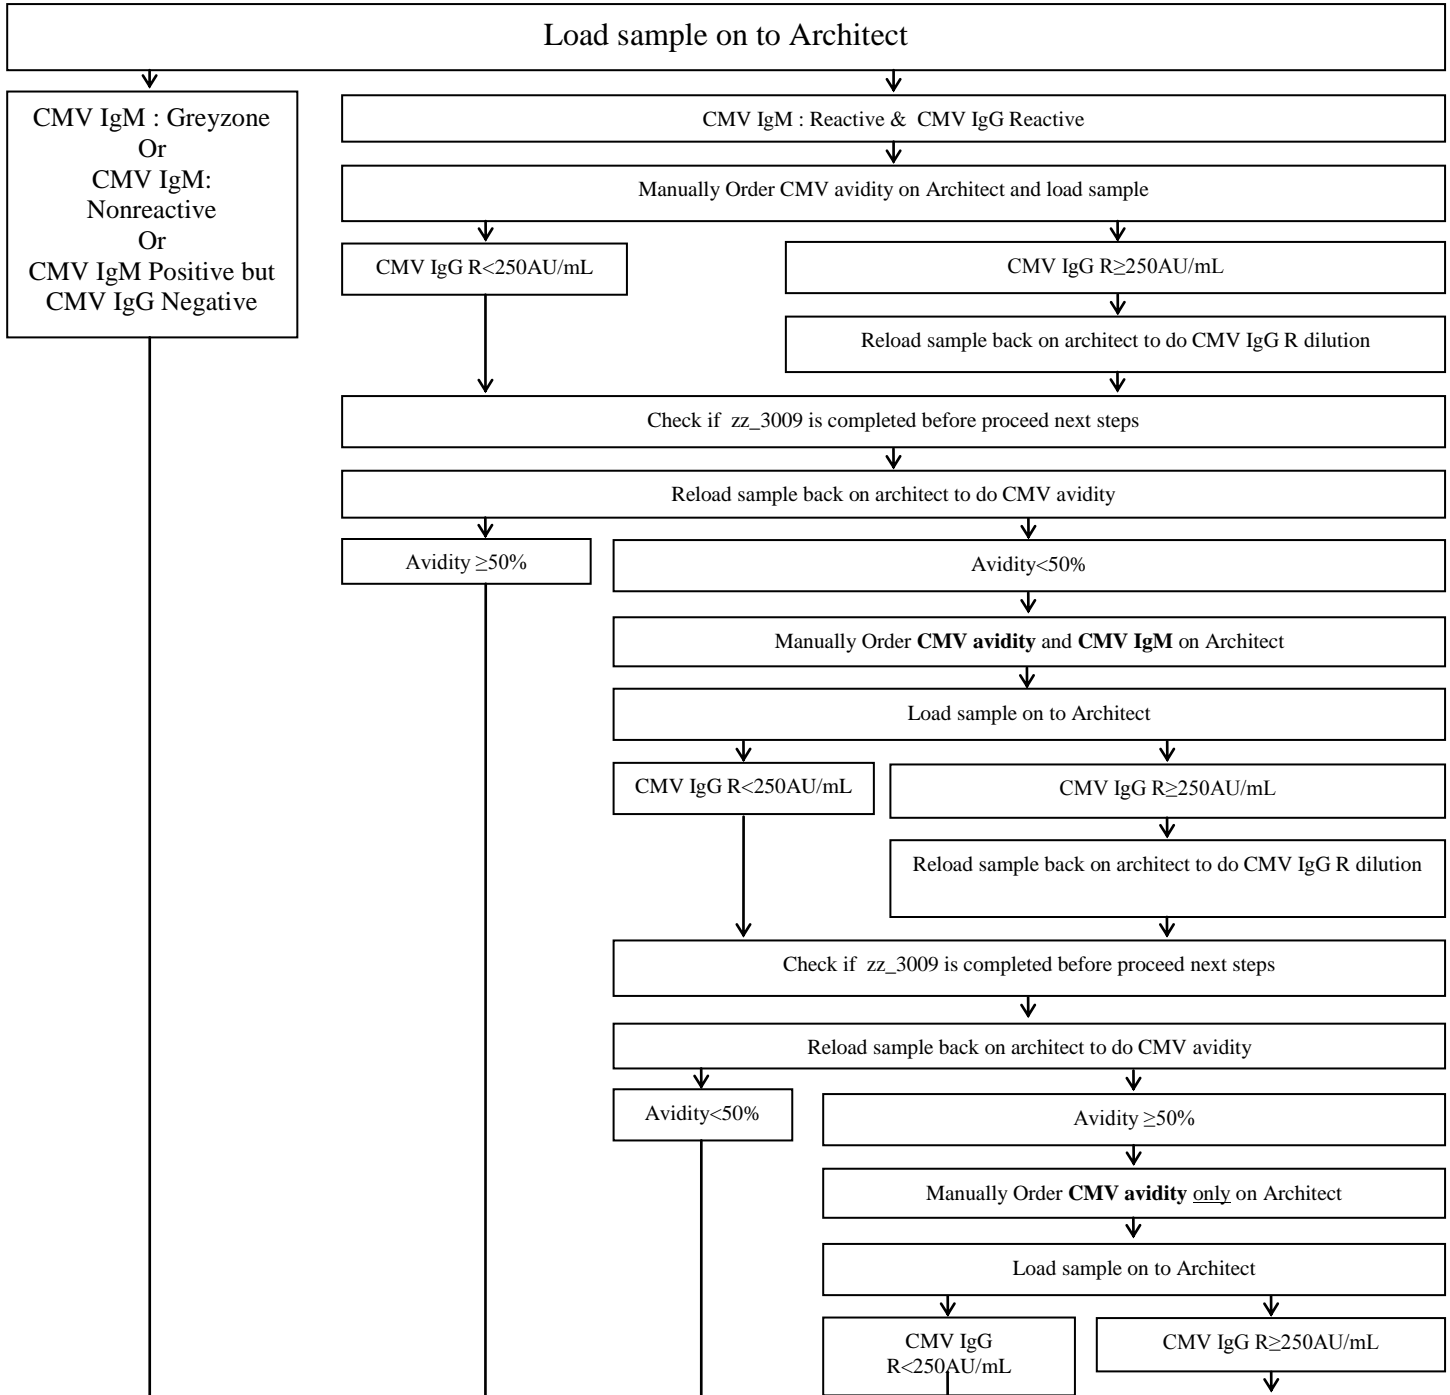 Load sample on to Architect
CMV IgM : Greyzone
Or
CMV IgM:
Nonreactive
Or
CMV IgM Positive but
CMV IgG Negative
CMV IgM : Reactive & CMV IgG Reactive
Manually Order CMV avidity on Architect and load sample
CMV IgG R<250AU/mL
CMV IgG R≥250AU/mL
Reload sample back on architect to do CMV IgG R dilution
Check if zz_3009 is completed before proceed next steps
Reload sample back on architect to do CMV avidity
Avidity ≥50%
Avidity<50%
Manually Order CMV avidity and CMV IgM on Architect
Load sample on to Architect
CMV IgG R<250AU/mL
CMV IgG R≥250AU/mL
Reload sample back on architect to do CMV IgG R dilution
Check if zz_3009 is completed before proceed next steps
Reload sample back on architect to do CMV avidity
Avidity<50%
Avidity ≥50%
Manually Order CMV avidity only on Architect
Load sample on to Architect
CMV IgG
R<250AU/mL
CMV IgG R≥250AU/mL